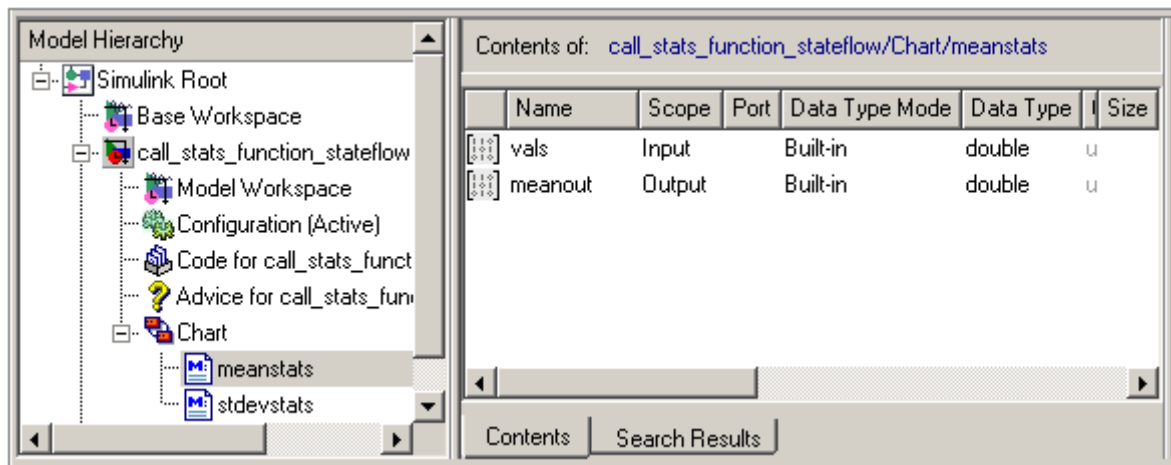 Model Hierarchy
Simulink Root
Base Workspace
call_stats_function_stateflow
Model Workspace
Configuration (Active)
Code for call_stats_funct
Advice for call_stats_fun
Chart
meanstats
stdevstats
Contents of: call_stats_function_stateflow/Chart/meanstats
Name Scope Port Data Type Mode Data Type Size
vals Input Built-in double u
meanout Output Built-in double u
Contents Search Results